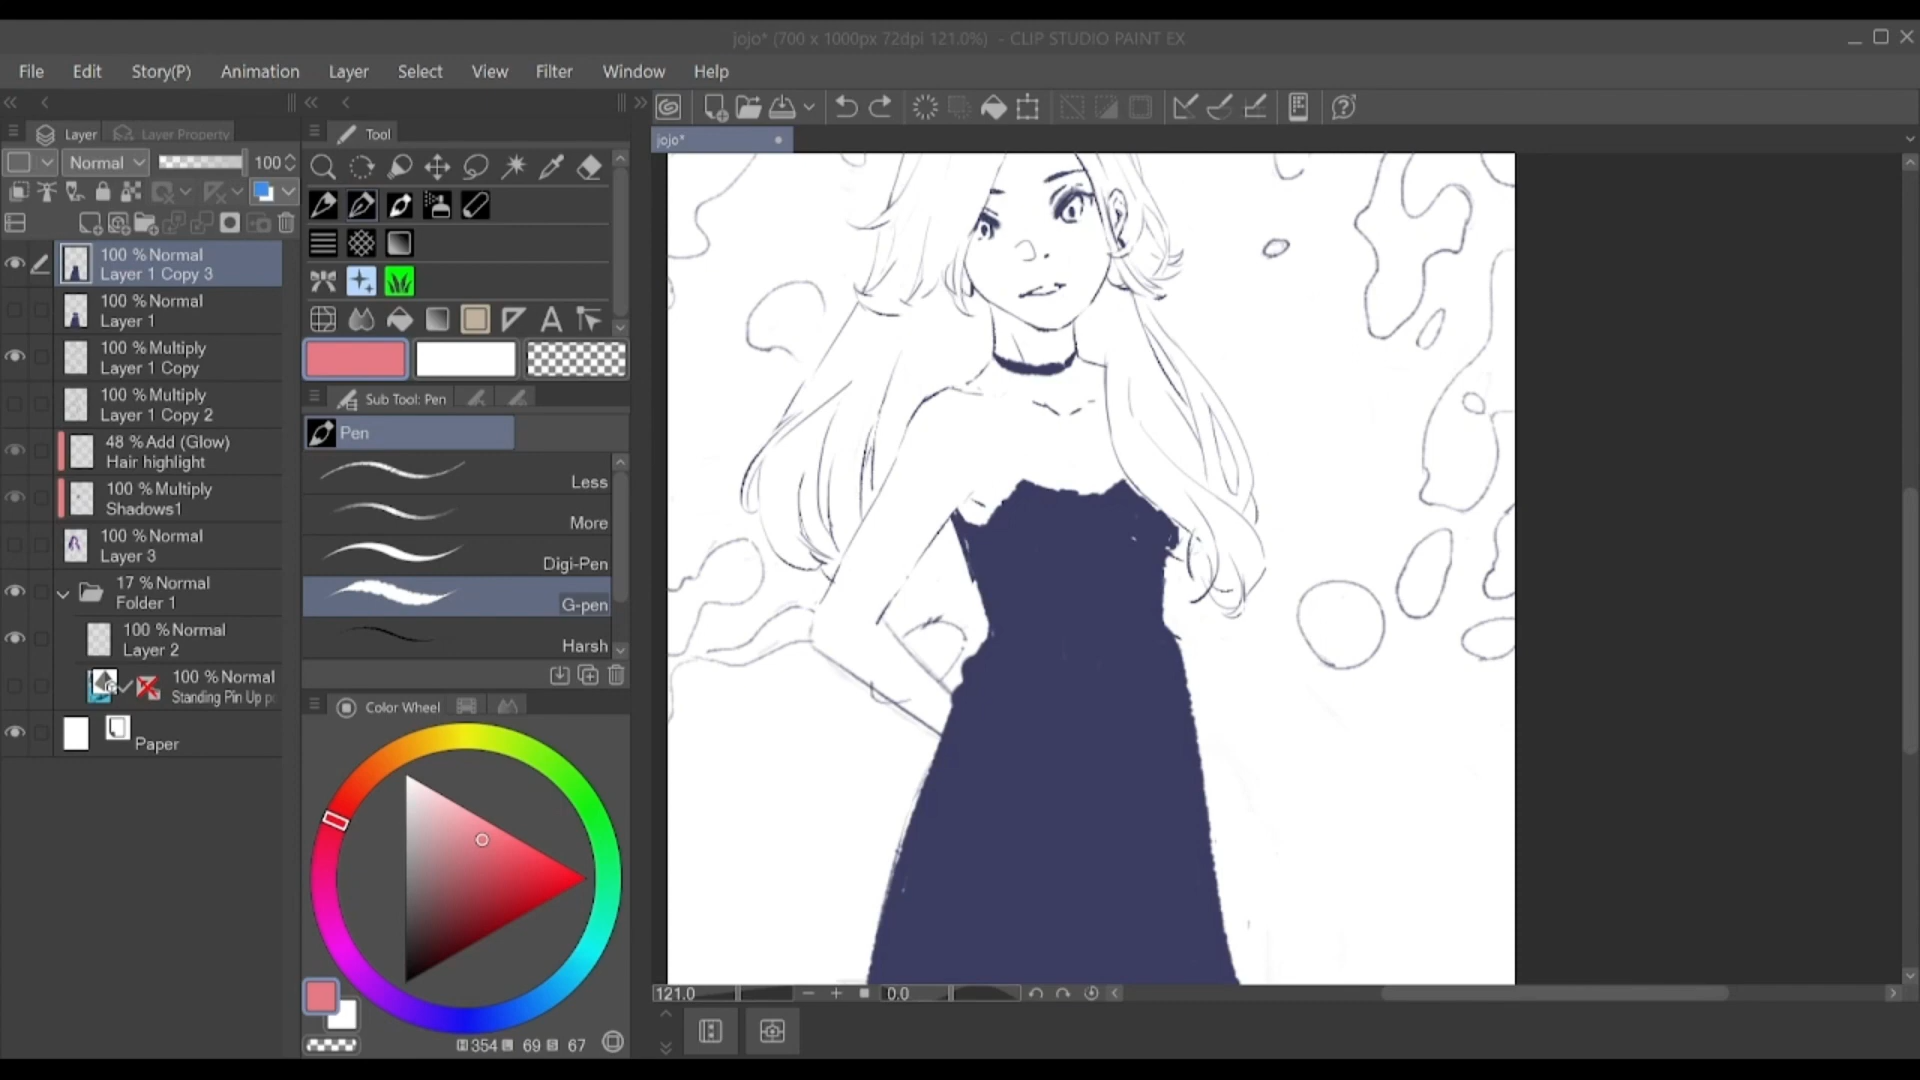 jojo* (700 x 1000px 72dpi 121.0%) - CLIP STUDIO PAINT EX
File Edit Story(P) Animation Layer Select View Filter Window Help
Layer Layer Property
Normal 100
100 % Normal
Layer 1 Copy 3
100 % Normal
Layer 1
100 % Multiply
Layer 1 Copy
100 % Multiply
Layer 1 Copy 2
48 % Add (Glow)
Hair highlight
100 % Multiply
Shadows1
100 % Normal
Layer 3
17 % Normal
Folder 1
100 % Normal
Layer 2
100 % Normal
Standing Pin Up
Paper
Tool
A
Sub Tool: Pen
Pen
Less
More
Digi-Pen
G-pen
Harsh
Color Wheel
354 69 67
jojo*
121.0 0.0